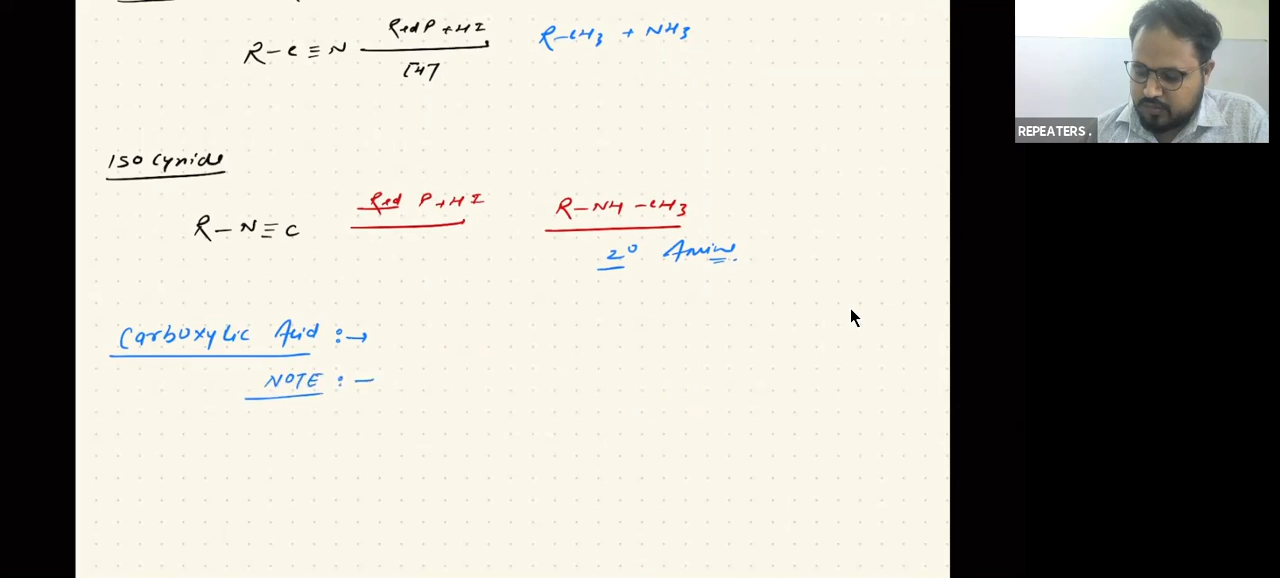 R-C≡N Red P + HI R-CH3 + NH3
[H]
Iso Cynide
R-N≡C Red P + HI R-NH-CH3
2° Amine.
Carboxylic Acid :→
NOTE : -
REPEATERS .